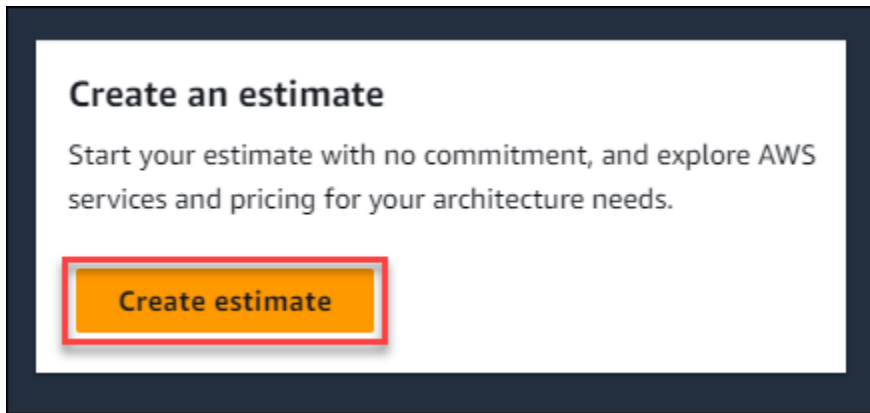 Create an estimate
Start your estimate with no commitment, and explore AWS
services and pricing for your architecture needs.
Create estimate